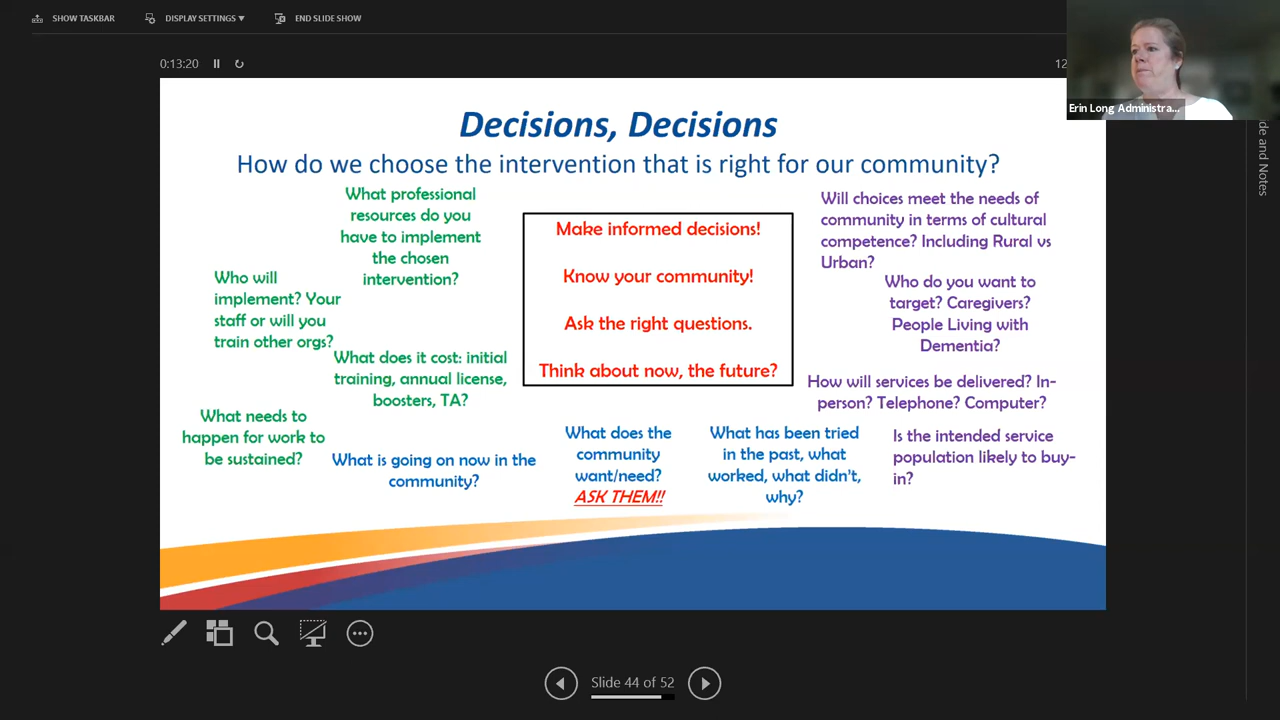 SHOW TASKBAR
DISPLAY SETTINGS ▼
END SLIDE SHOW
0:13:20
12
Erin Long Administra...
ide and Notes
Decisions, Decisions
How do we choose the intervention that is right for our community?
What professional
resources do you
have to implement
the chosen
intervention?
Who will
implement? Your
staff or will you
train other orgs?
What does it cost: initial
training, annual license,
boosters, TA?
What needs to
happen for work to
be sustained?
What is going on now in the
community?
Make informed decisions!
Know your community!
Ask the right questions.
Think about now, the future?
What does the
community
want/need?
ASK THEM!!
What has been tried
in the past, what
worked, what didn't,
why?
Will choices meet the needs of
community in terms of cultural
competence? Including Rural vs
Urban?
Who do you want to
target? Caregivers?
People Living with
Dementia?
How will services be delivered? In-
person? Telephone? Computer?
Is the intended service
population likely to buy-
in?
Slide 44 of 52